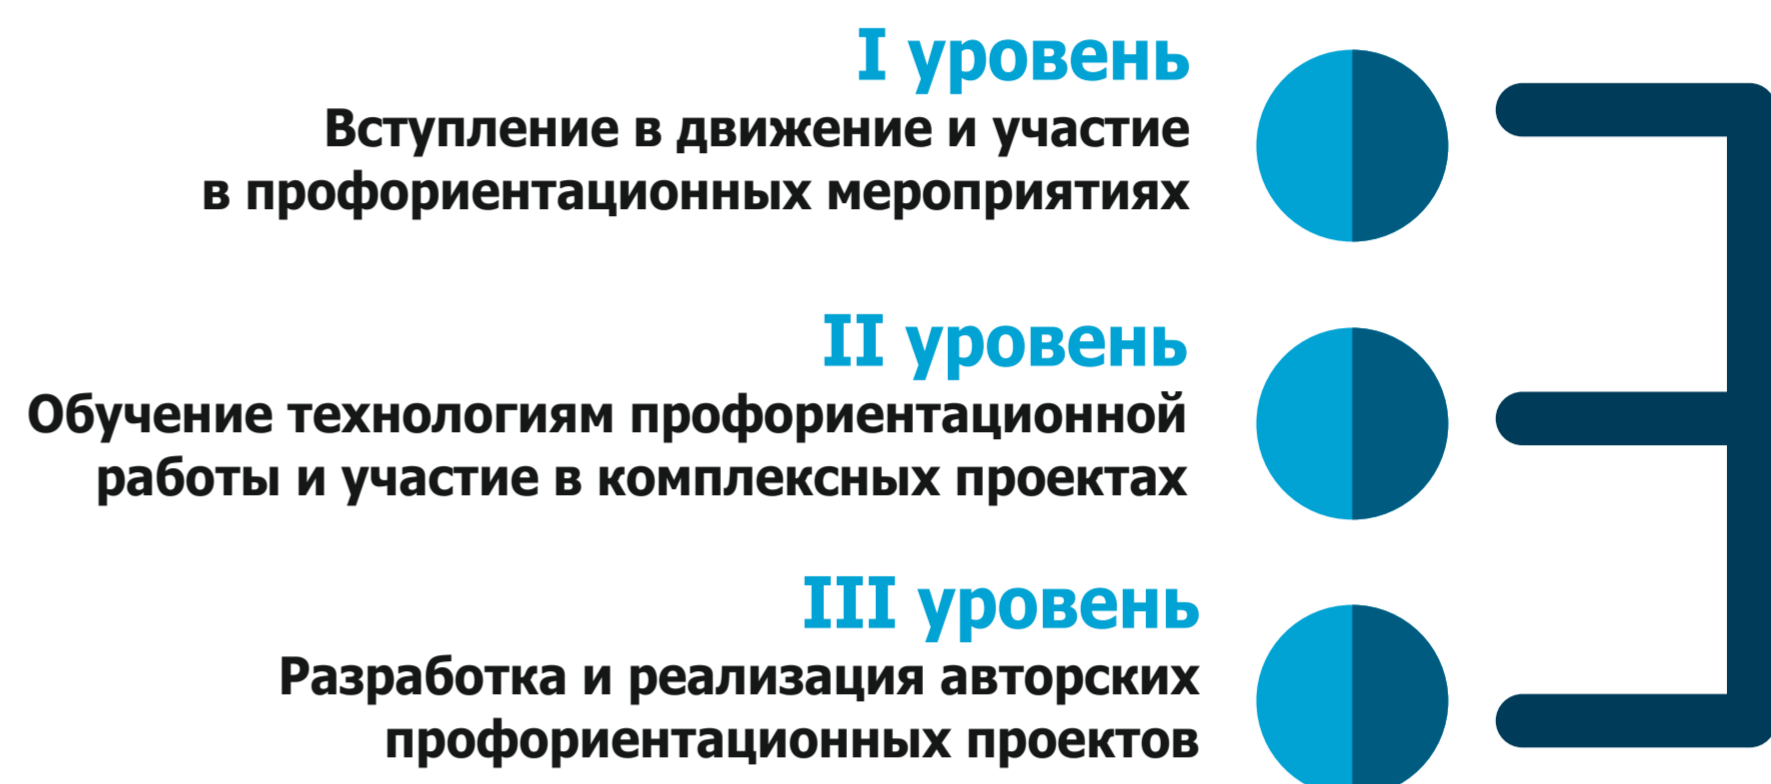 I уровень
Вступление в движение и участие
в профориентационных мероприятиях
II уровень
Обучение технологиям профориентационной
работы и участие в комплексных проектах
III уровень
Разработка и реализация авторских
профориентационных проектов